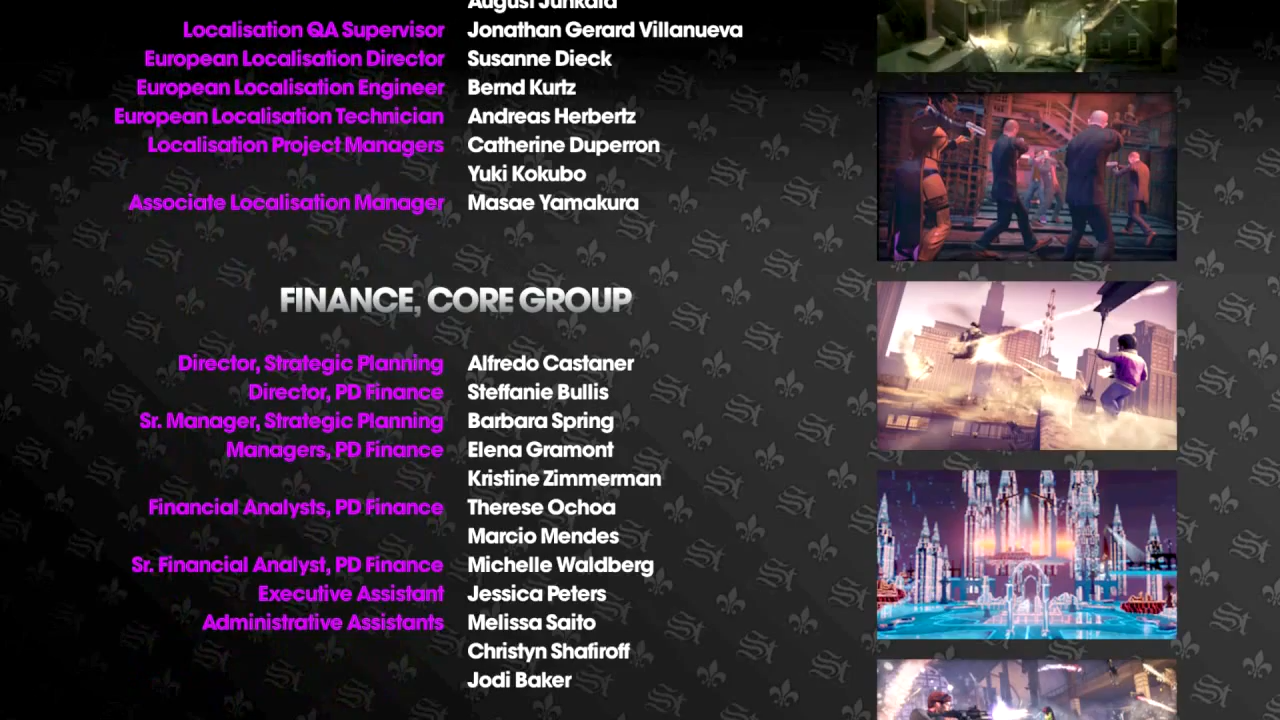 August Junkala
Localisation QA Supervisor Jonathan Gerard Villanueva
European Localisation Director Susanne Dieck
European Localisation Engineer Bernd Kurtz
European Localisation Technician Andreas Herbertz
Localisation Project Managers Catherine Duperron
Yuki Kokubo
Associate Localisation Manager Masae Yamakura
FINANCE, CORE GROUP
Director, Strategic Planning Alfredo Castaner
Director, PD Finance Steffanie Bullis
Sr. Manager, Strategic Planning Barbara Spring
Managers, PD Finance Elena Gramont
Kristine Zimmerman
Financial Analysts, PD Finance Therese Ochoa
Marcio Mendes
Sr. Financial Analyst, PD Finance Michelle Waldberg
Executive Assistant Jessica Peters
Administrative Assistants Melissa Saito
Christyn Shafiroff
Jodi Baker